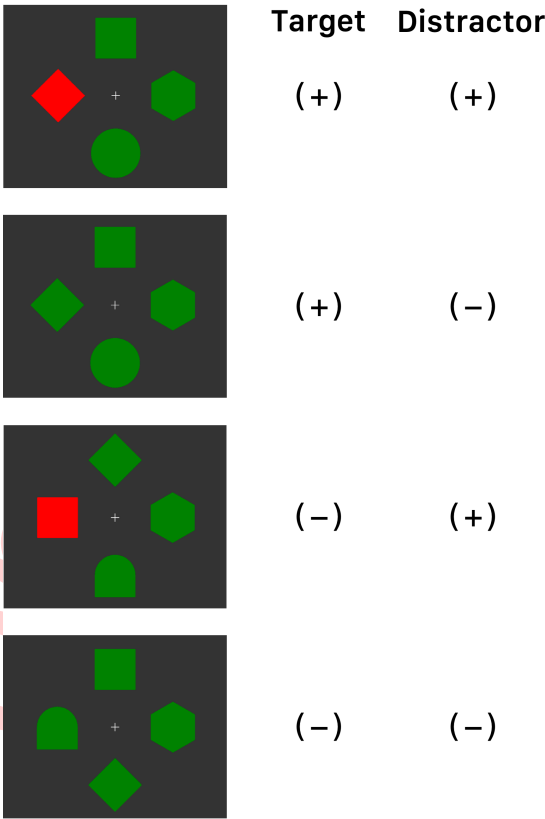 Target Distractor
(+) (+)
(+) (−)
(−) (+)
(−) (−)